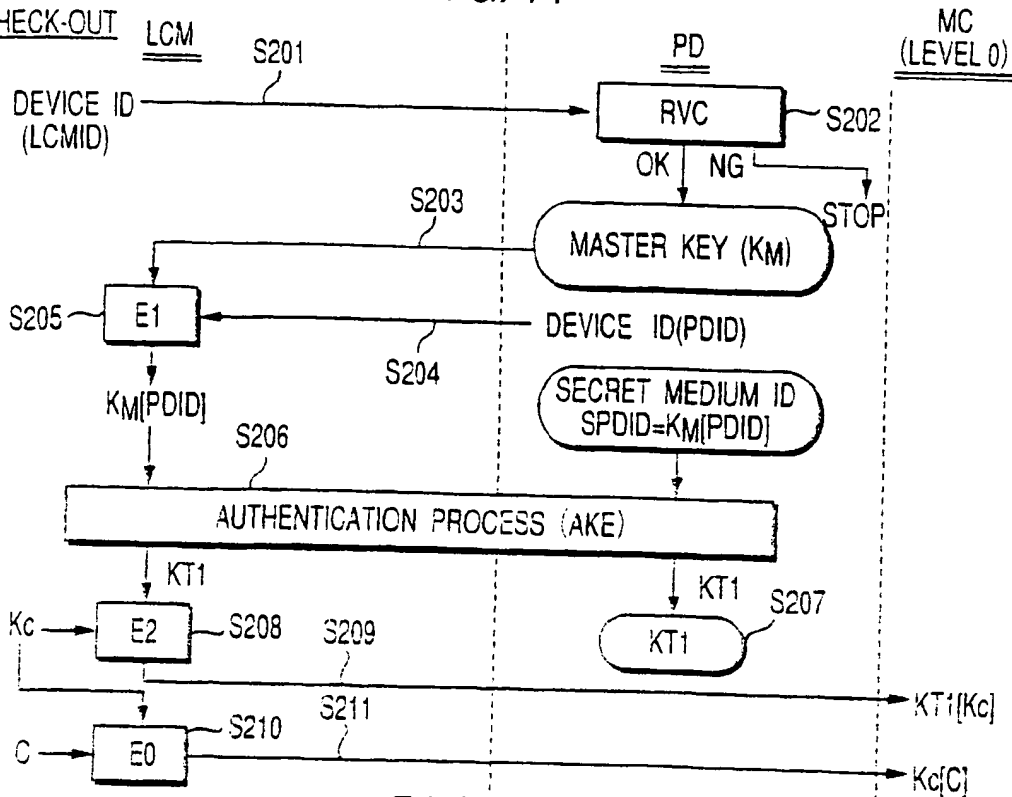 HECK-OUT
LCM
PD
MC
(LEVEL 0)
S201
DEVICE ID
(LCMID)
RVC
S202
OK
NG
STOP
S203
MASTER KEY (KM)
S205
E1
DEVICE ID(PDID)
S204
KM[PDID]
SECRET MEDIUM ID
SPDID=KM[PDID]
S206
AUTHENTICATION PROCESS (AKE)
KT1
KT1
S207
Kc
E2
S208
S209
KT1
KT1[Kc]
S211
S210
C
E0
Kc[C]